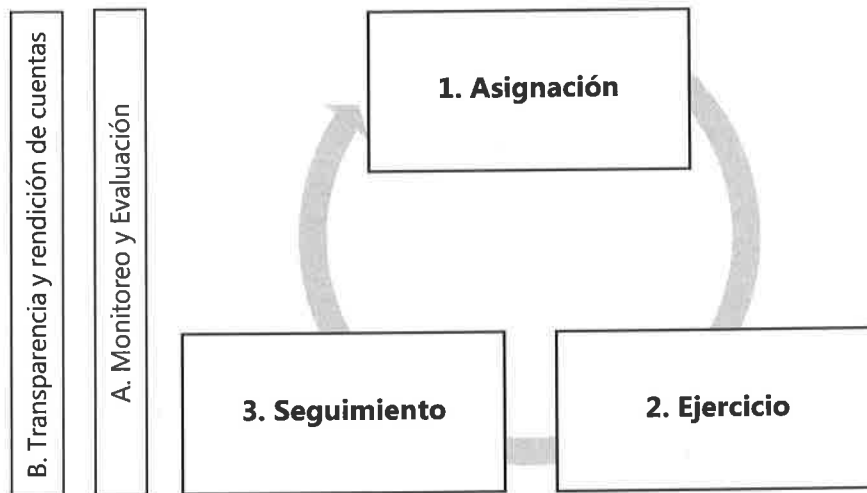 B. Transparencia y rendición de cuentas
A. Monitoreo y Evaluación
1. Asignación
3. Seguimiento
2. Ejercicio